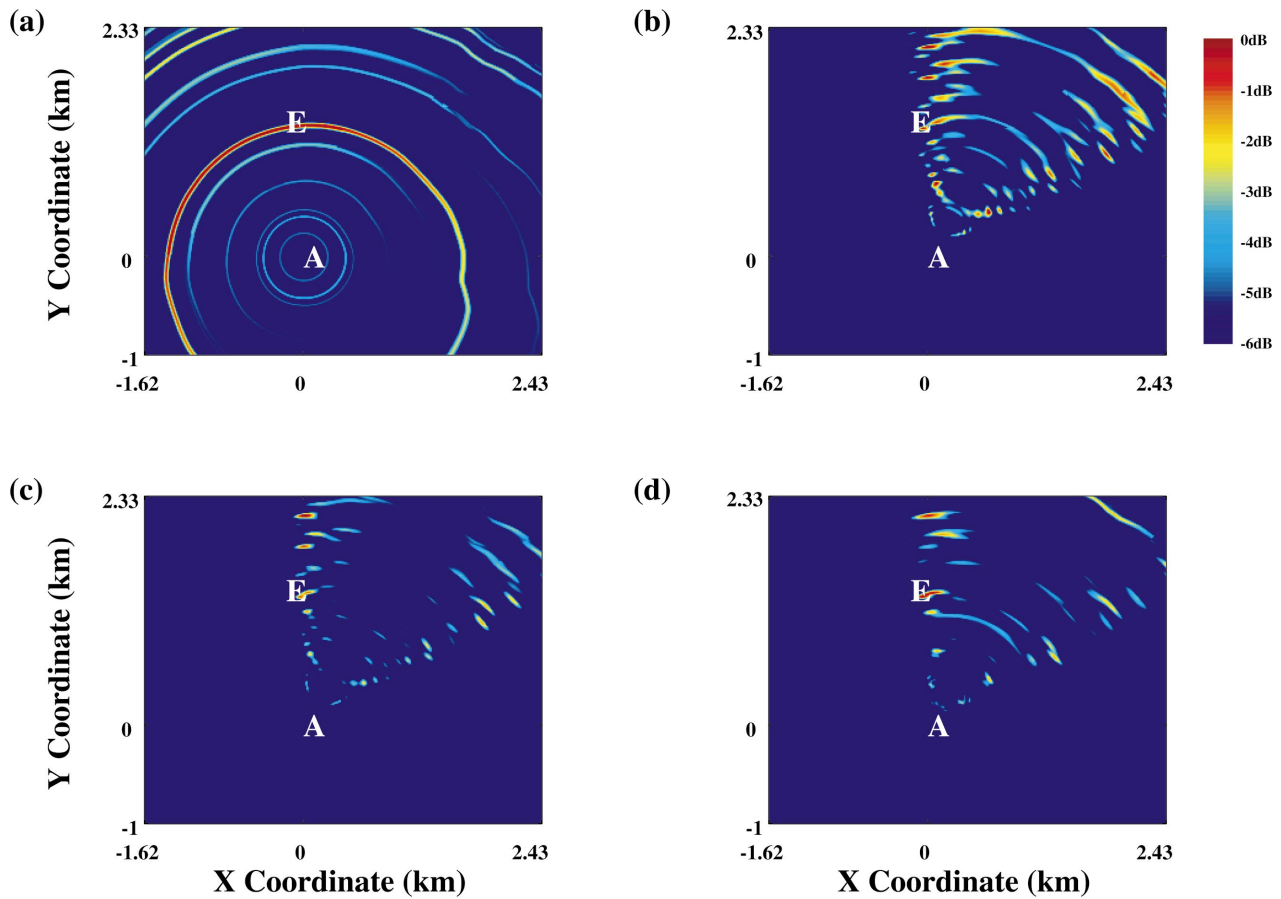 (a)
2.33
0
-1
Y Coordinate (km)
-1.62
0
2.43
E
A
(b)
2.33
0
-1
-1.62
0
2.43
E
A
0dB
-1dB
-2dB
-3dB
-4dB
-5dB
-6dB
(c)
2.33
0
-1
Y Coordinate (km)
-1.62
0
2.43
X Coordinate (km)
E
A
(d)
2.33
0
-1
-1.62
0
2.43
X Coordinate (km)
E
A